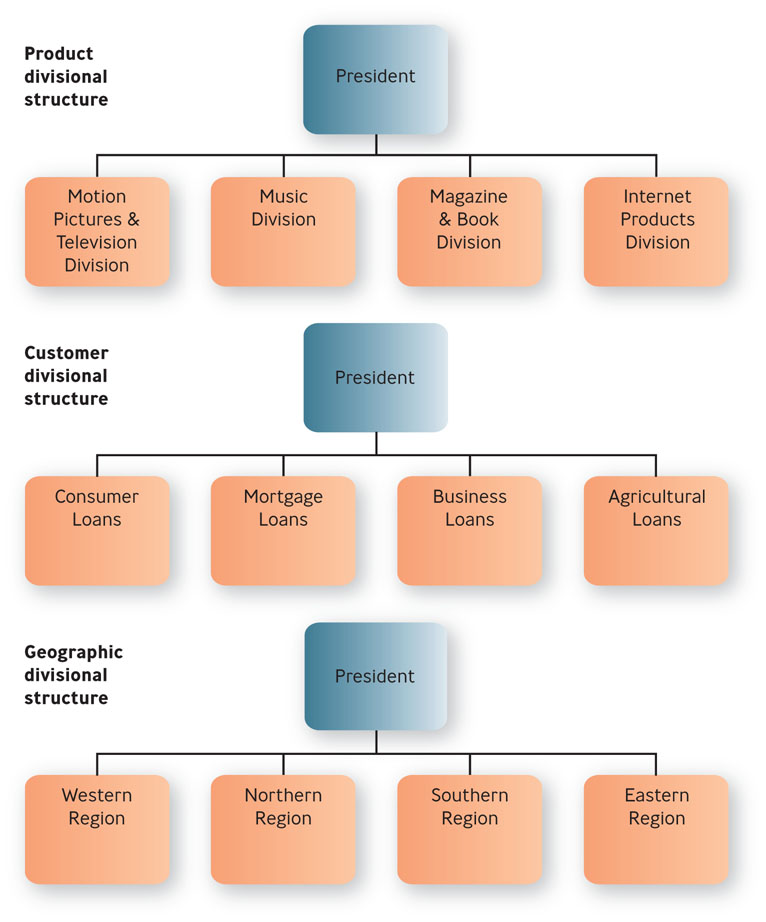 Product
divisional
structure
President
Motion
Pictures &
Television
Division
Music
Division
Magazine
& Book
Division
Internet
Products
Division
Customer
divisional
structure
President
Consumer
Loans
Mortgage
Loans
Business
Loans
Agricultural
Loans
Geographic
divisional
structure
President
Western
Region
Northern
Region
Southern
Region
Eastern
Region